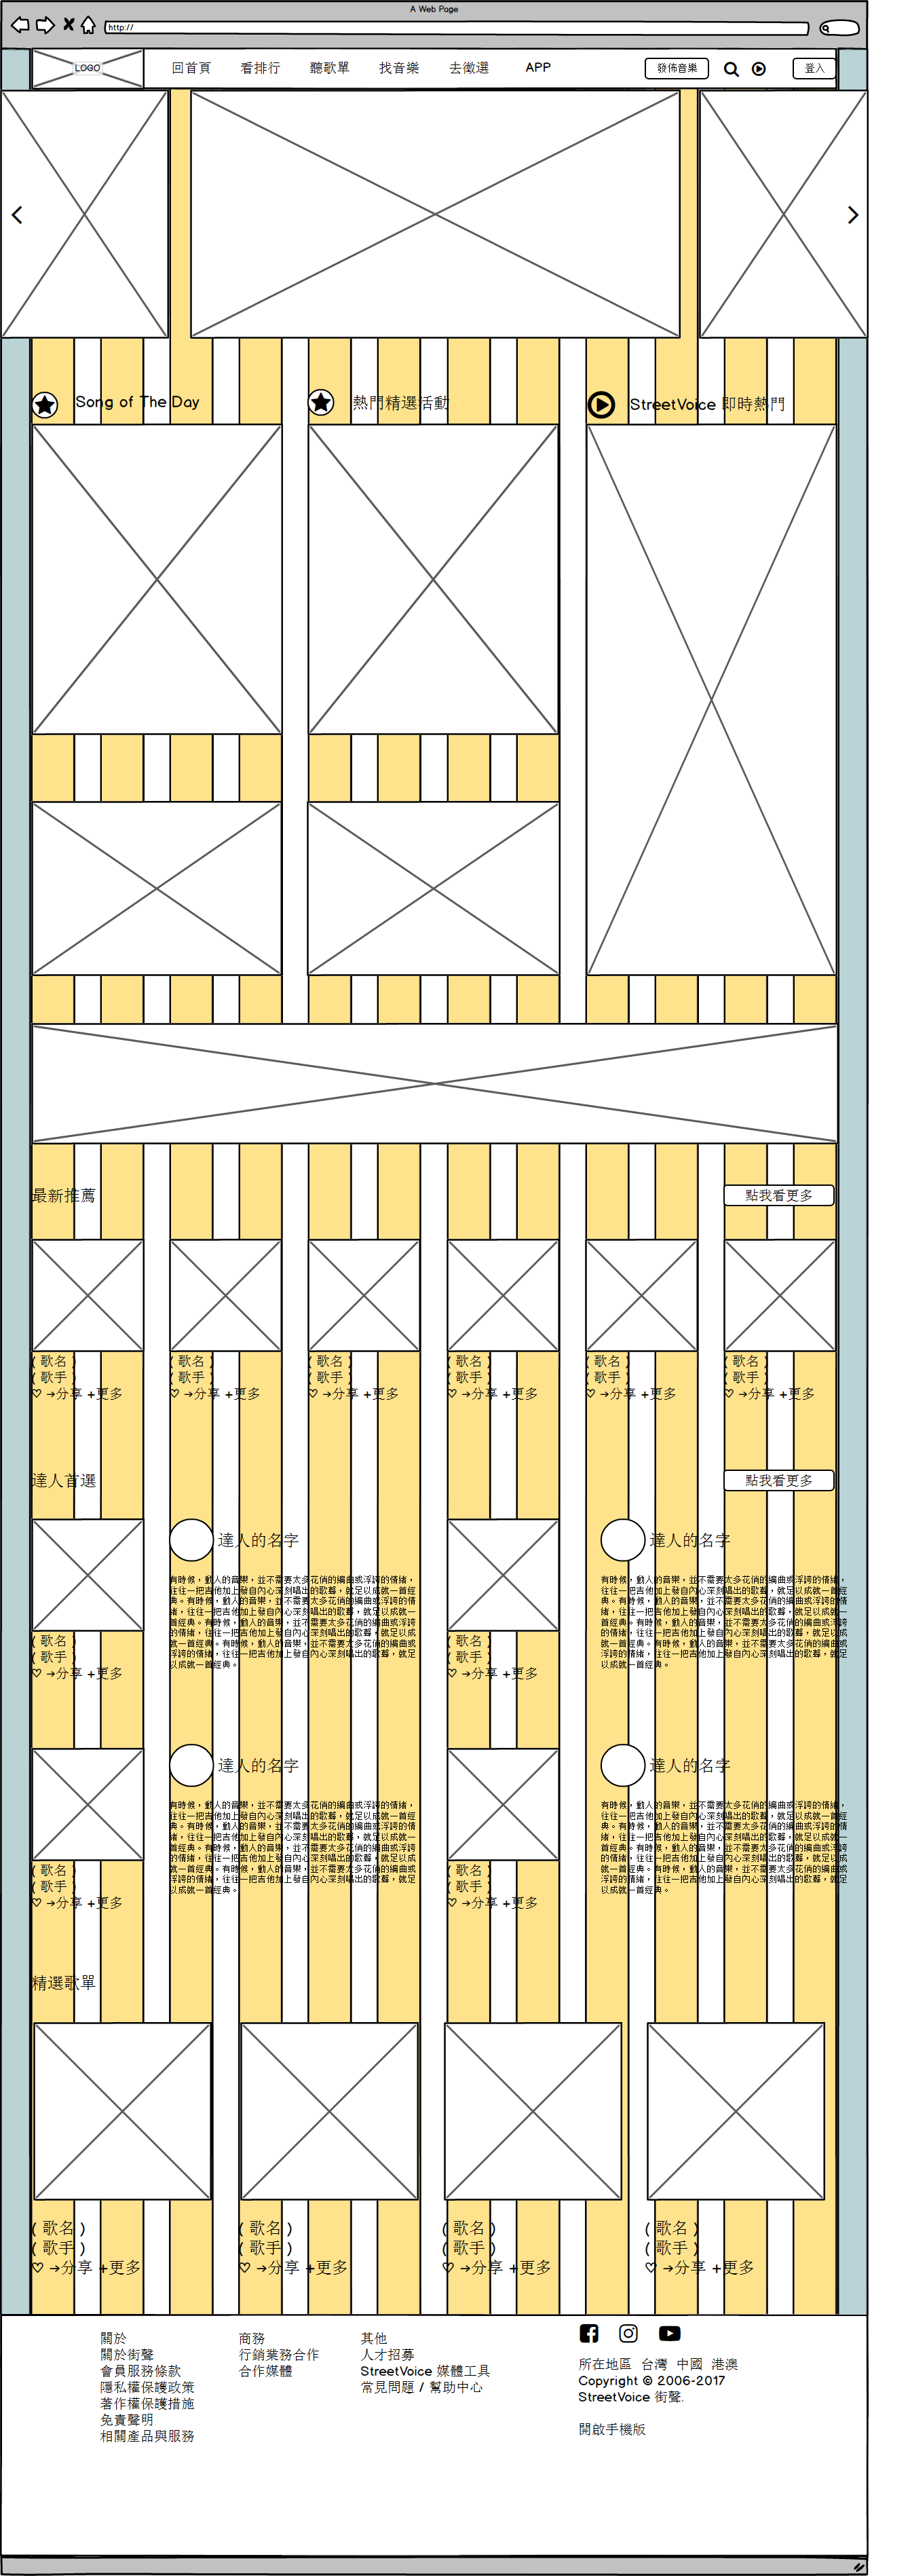 A Web Page
http://
LOGO 回首頁 看排行 聽歌單 找音樂 去徵選 APP 發佈音樂 登入
Song of The Day
熱門精選活動
StreetVoice 即時熱門
最新推薦
點我看更多
( 歌名 )
( 歌手 )
♡ →分享 +更多
( 歌名 )
( 歌手 )
♡ →分享 +更多
( 歌名 )
( 歌手 )
♡ →分享 +更多
( 歌名 )
( 歌手 )
♡ →分享 +更多
( 歌名 )
( 歌手 )
♡ →分享 +更多
( 歌名 )
( 歌手 )
♡ →分享 +更多
達人首選
點我看更多
( 歌名 )
( 歌手 )
♡ →分享 +更多
達人的名字
有時候，動人的音樂，並不需要太多花俏的編曲或浮誇的情緒，
往往一把吉他加上發自內心深刻唱出的歌聲，就足以成就一首經
典。有時候，動人的音樂，並不需要太多花俏的編曲或浮誇的情
緒，往往一把吉他加上發自內心深刻唱出的歌聲，就足以成就一
首經典。有時候，動人的音樂，並不需要太多花俏的編曲或浮誇
的情緒，往往一把吉他加上發自內心深刻唱出的歌聲，就足以成
就一首經典。有時候，動人的音樂，並不需要太多花俏的編曲或
浮誇的情緒，往往一把吉他加上發自內心深刻唱出的歌聲，就足
以成就一首經典。
( 歌名 )
( 歌手 )
♡ →分享 +更多
達人的名字
有時候，動人的音樂，並不需要太多花俏的編曲或浮誇的情緒，
往往一把吉他加上發自內心深刻唱出的歌聲，就足以成就一首經
典。有時候，動人的音樂，並不需要太多花俏的編曲或浮誇的情
緒，往往一把吉他加上發自內心深刻唱出的歌聲，就足以成就一
首經典。有時候，動人的音樂，並不需要太多花俏的編曲或浮誇
的情緒，往往一把吉他加上發自內心深刻唱出的歌聲，就足以成
就一首經典。有時候，動人的音樂，並不需要太多花俏的編曲或
浮誇的情緒，往往一把吉他加上發自內心深刻唱出的歌聲，就足
以成就一首經典。
( 歌名 )
( 歌手 )
♡ →分享 +更多
達人的名字
有時候，動人的音樂，並不需要太多花俏的編曲或浮誇的情緒，
往往一把吉他加上發自內心深刻唱出的歌聲，就足以成就一首經
典。有時候，動人的音樂，並不需要太多花俏的編曲或浮誇的情
緒，往往一把吉他加上發自內心深刻唱出的歌聲，就足以成就一
首經典。有時候，動人的音樂，並不需要太多花俏的編曲或浮誇
的情緒，往往一把吉他加上發自內心深刻唱出的歌聲，就足以成
就一首經典。有時候，動人的音樂，並不需要太多花俏的編曲或
浮誇的情緒，往往一把吉他加上發自內心深刻唱出的歌聲，就足
以成就一首經典。
( 歌名 )
( 歌手 )
♡ →分享 +更多
達人的名字
有時候，動人的音樂，並不需要太多花俏的編曲或浮誇的情緒，
往往一把吉他加上發自內心深刻唱出的歌聲，就足以成就一首經
典。有時候，動人的音樂，並不需要太多花俏的編曲或浮誇的情
緒，往往一把吉他加上發自內心深刻唱出的歌聲，就足以成就一
首經典。有時候，動人的音樂，並不需要太多花俏的編曲或浮誇
的情緒，往往一把吉他加上發自內心深刻唱出的歌聲，就足以成
就一首經典。有時候，動人的音樂，並不需要太多花俏的編曲或
浮誇的情緒，往往一把吉他加上發自內心深刻唱出的歌聲，就足
以成就一首經典。
精選歌單
( 歌名 )
( 歌手 )
♡ →分享 +更多
( 歌名 )
( 歌手 )
♡ →分享 +更多
( 歌名 )
( 歌手 )
♡ →分享 +更多
( 歌名 )
( 歌手 )
♡ →分享 +更多
關於
關於街聲
會員服務條款
隱私權保護政策
著作權保護措施
免責聲明
相關產品與服務
商務
行銷業務合作
合作媒體
其他
人才招募
StreetVoice 媒體工具
常見問題 / 幫助中心
所在地區 台灣 中國 港澳
Copyright © 2006-2017
StreetVoice 街聲.
開啟手機版